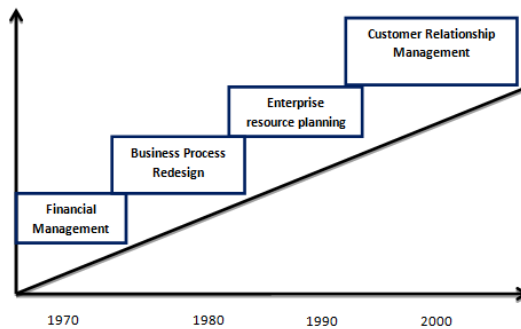 Customer Relationship
Management
Enterprise
resource planning
Business Process
Redesign
Financial
Management
1970
1980
1990
2000